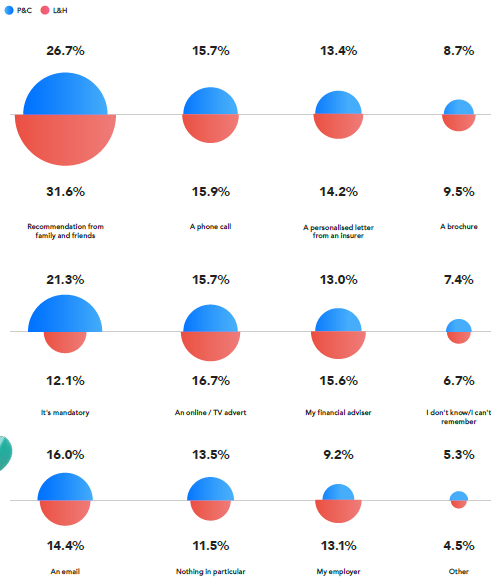 P&C L&H
26.7% 15.7% 13.4% 8.7%
31.6% 15.9% 14.2% 9.5%
Recommendation from A phone call A personalised letter A brochure
family and friends from an insurer
21.3% 15.7% 13.0% 7.4%
12.1% 16.7% 15.6% 6.7%
It's mandatory An online / TV advert My financial adviser I don't know/I can't
remember
16.0% 13.5% 9.2% 5.3%
14.4% 11.5% 13.1% 4.5%
An email Nothing in particular My employer Other